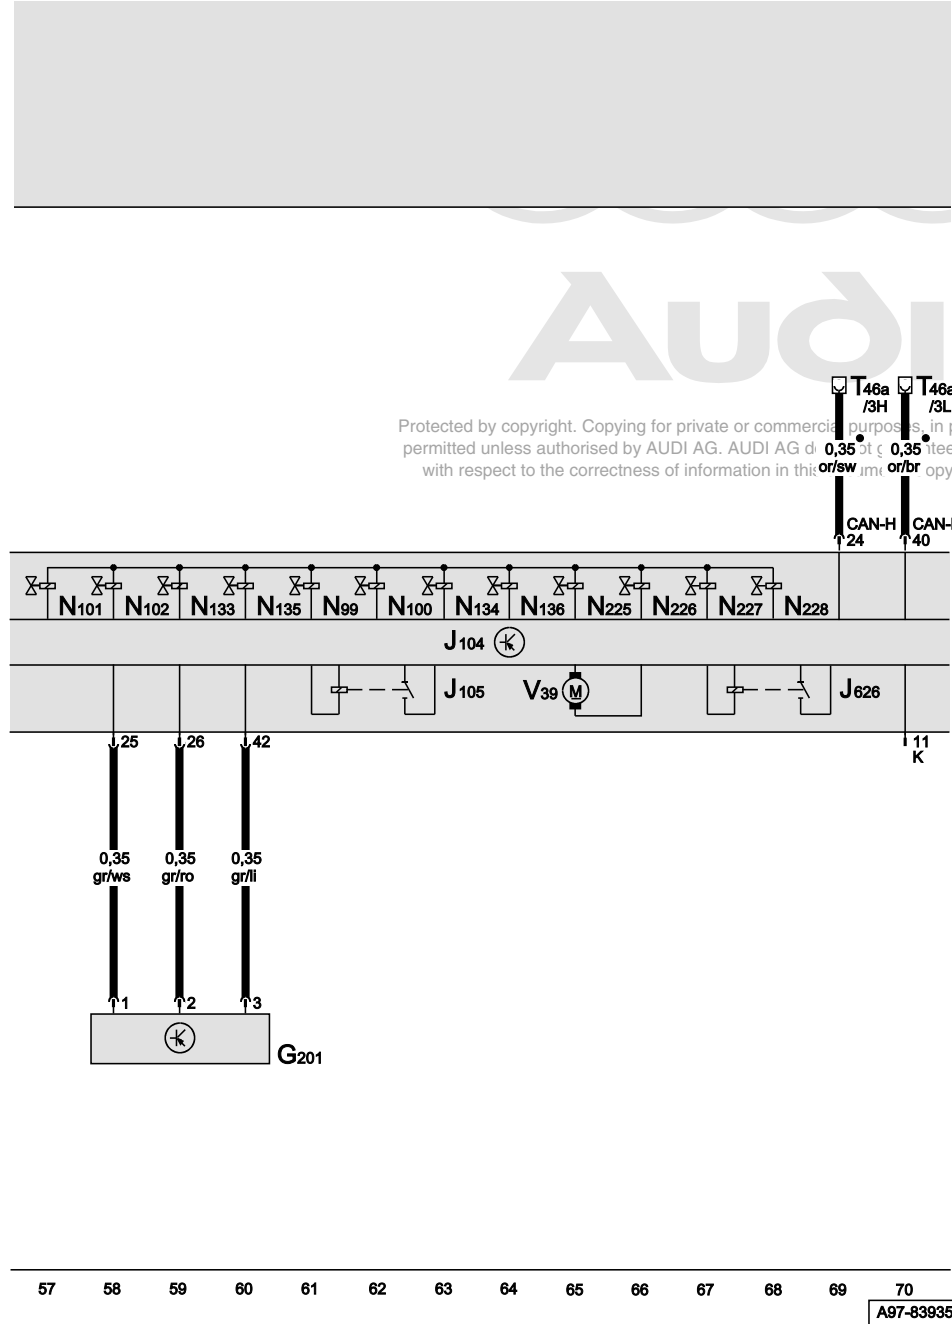 Audi
T46a T46a
/3H /3L
Protected by copyright. Copying for private or commercial purposes, in
permitted unless authorised by AUDI AG. AUDI AG
with respect to the correctness of information in
0,35 0,35
or/sw or/br
CAN-H
24 40
N101 N102 N133 N135 N99 N100 N134 N136 N225 N226 N227 N228
J104
J105 V39 M J626
25 26 42 11
K
0,35 0,35 0,35
gr/ws gr/ro gr/li
1 2 3
G201
57 58 59 60 61 62 63 64 65 66 67 68 69 70
A97-83935